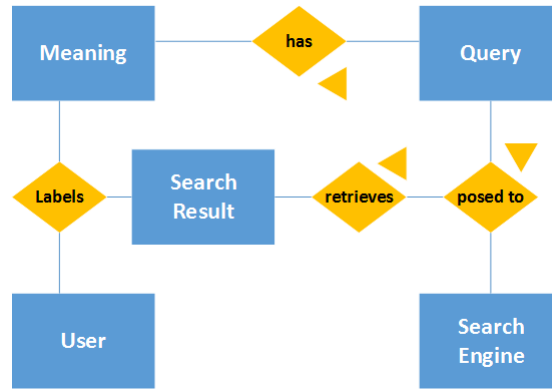 Meaning
has
Query
Labels
Search
Result
retrieves
posed to
User
Search
Engine